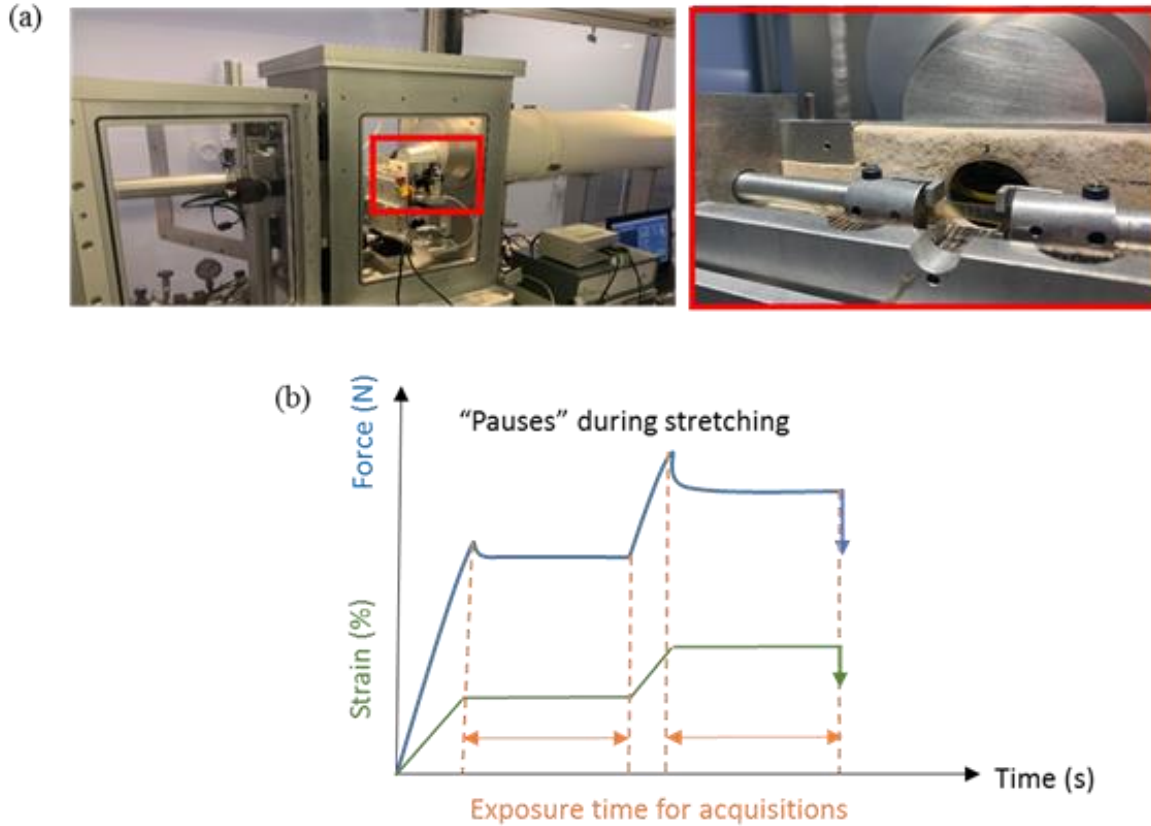 (a)
(b)
Force (N)
"Pauses" during stretching
Strain (%)
Time (s)
Exposure time for acquisitions